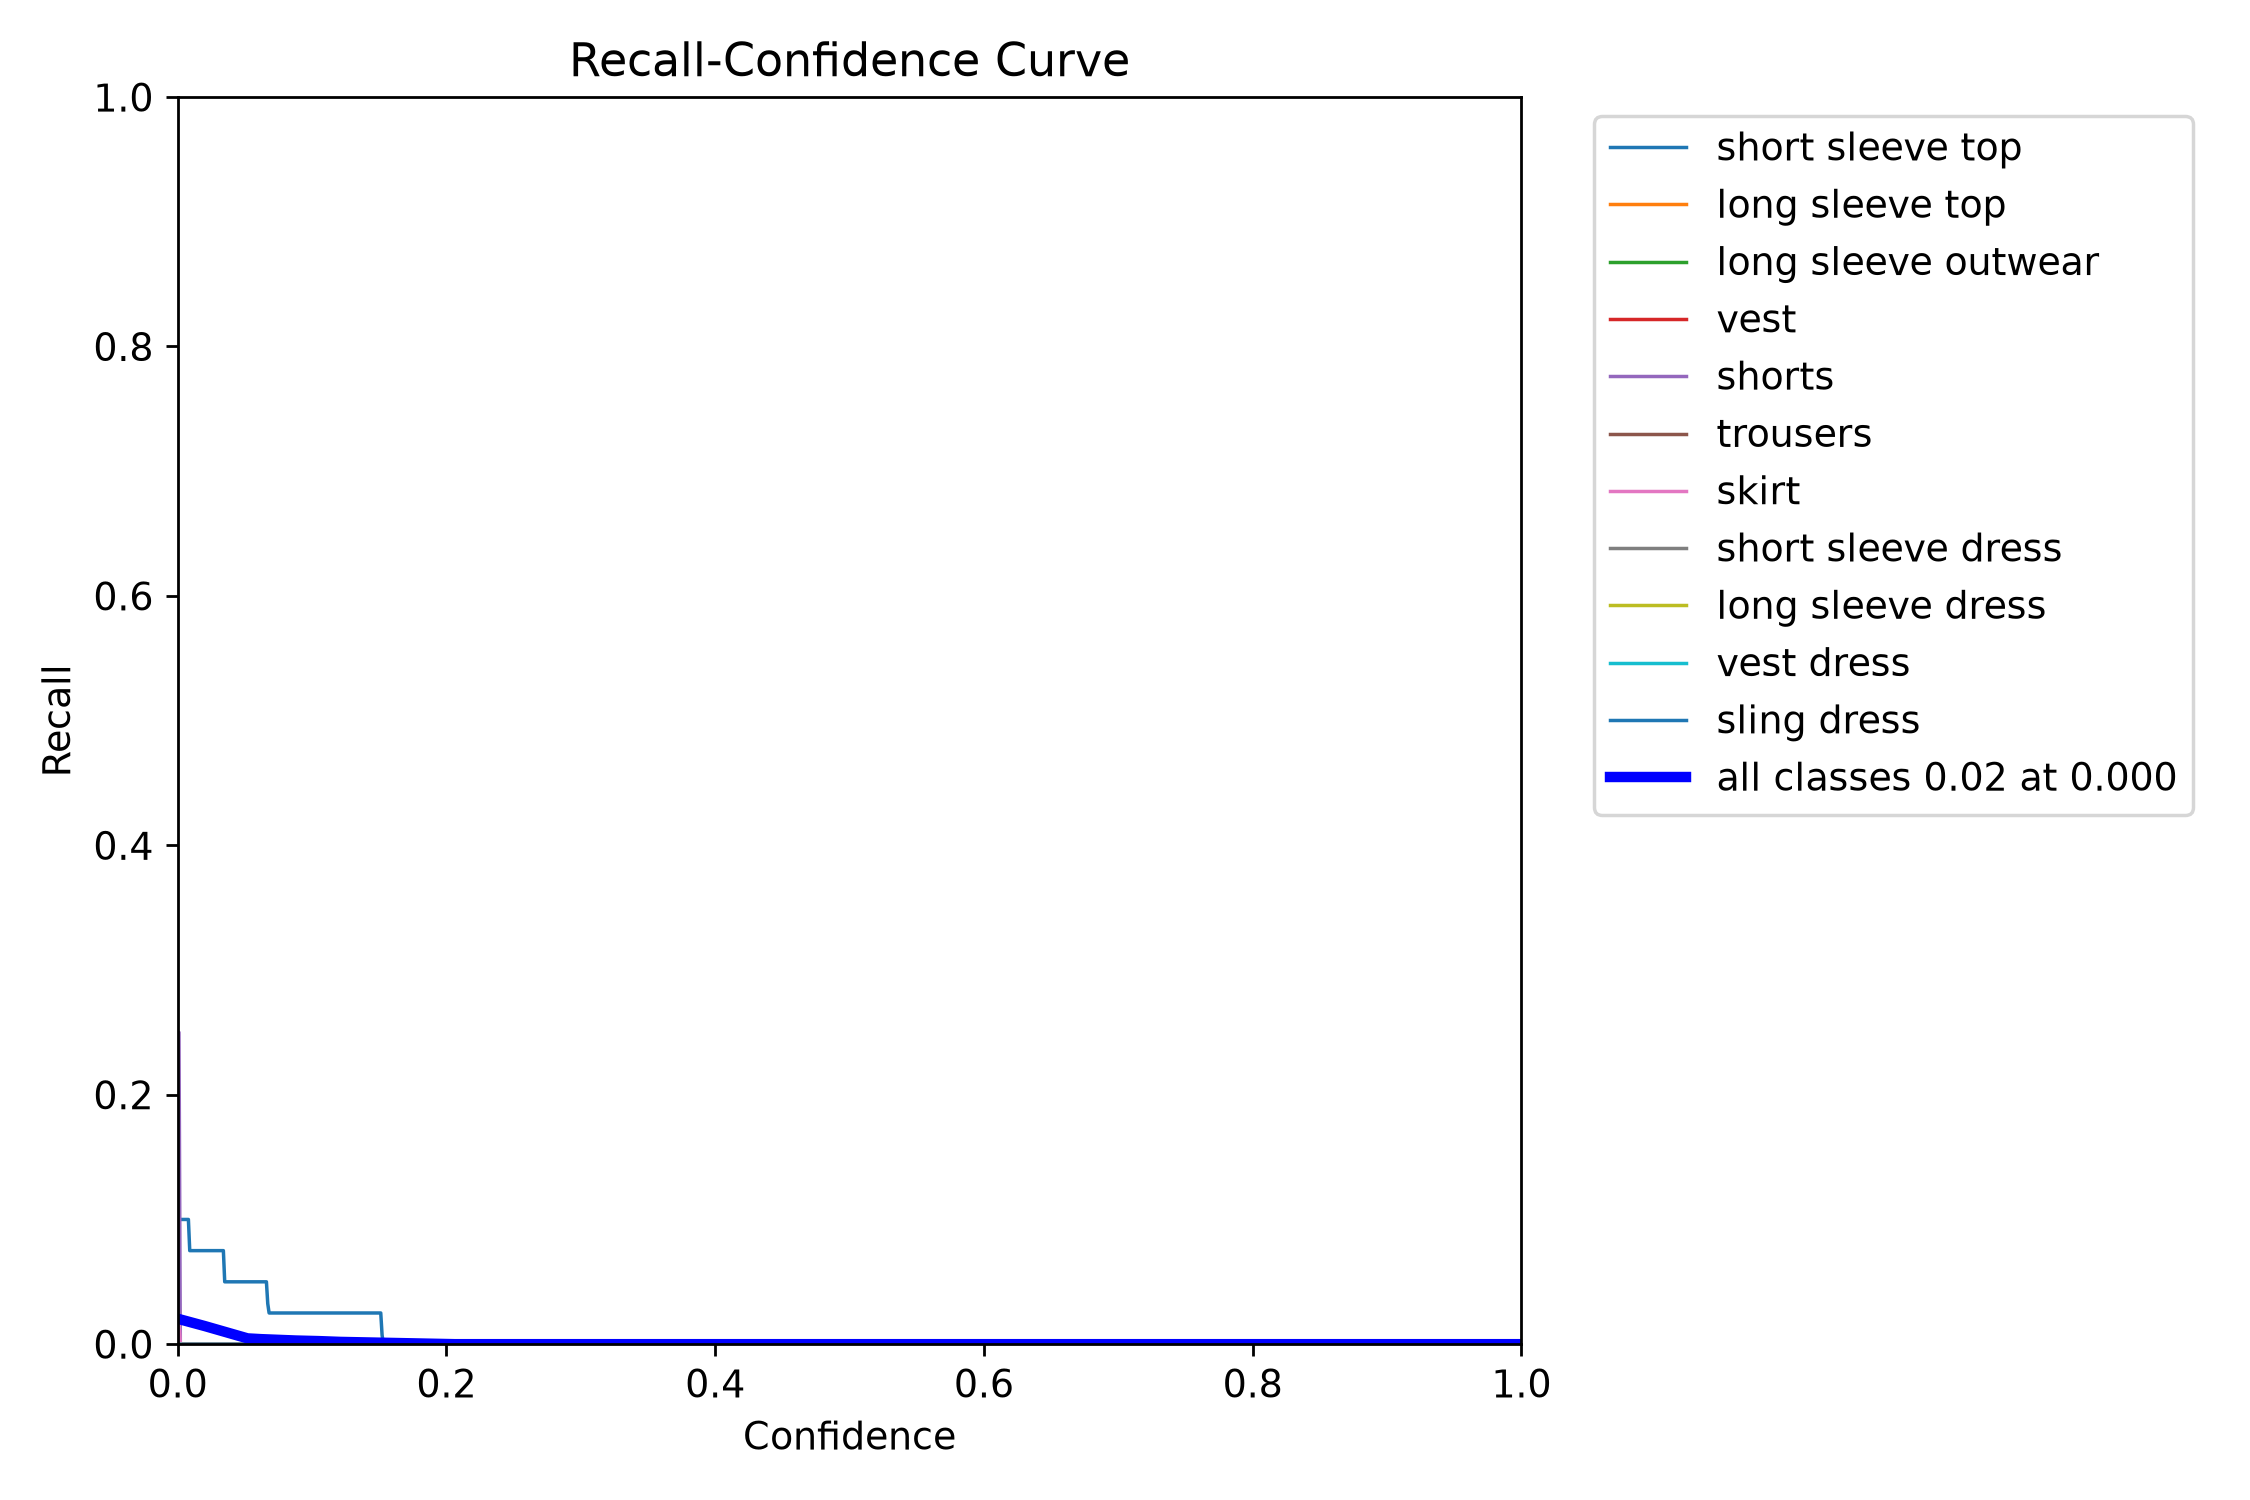 Recall-Confidence Curve
1.0
0.8
0.6
0.4
0.2
0.0
Recall
0.0 0.2 0.4 0.6 0.8 1.0
Confidence
short sleeve top
long sleeve top
long sleeve outwear
vest
shorts
trousers
skirt
short sleeve dress
long sleeve dress
vest dress
sling dress
all classes 0.02 at 0.000